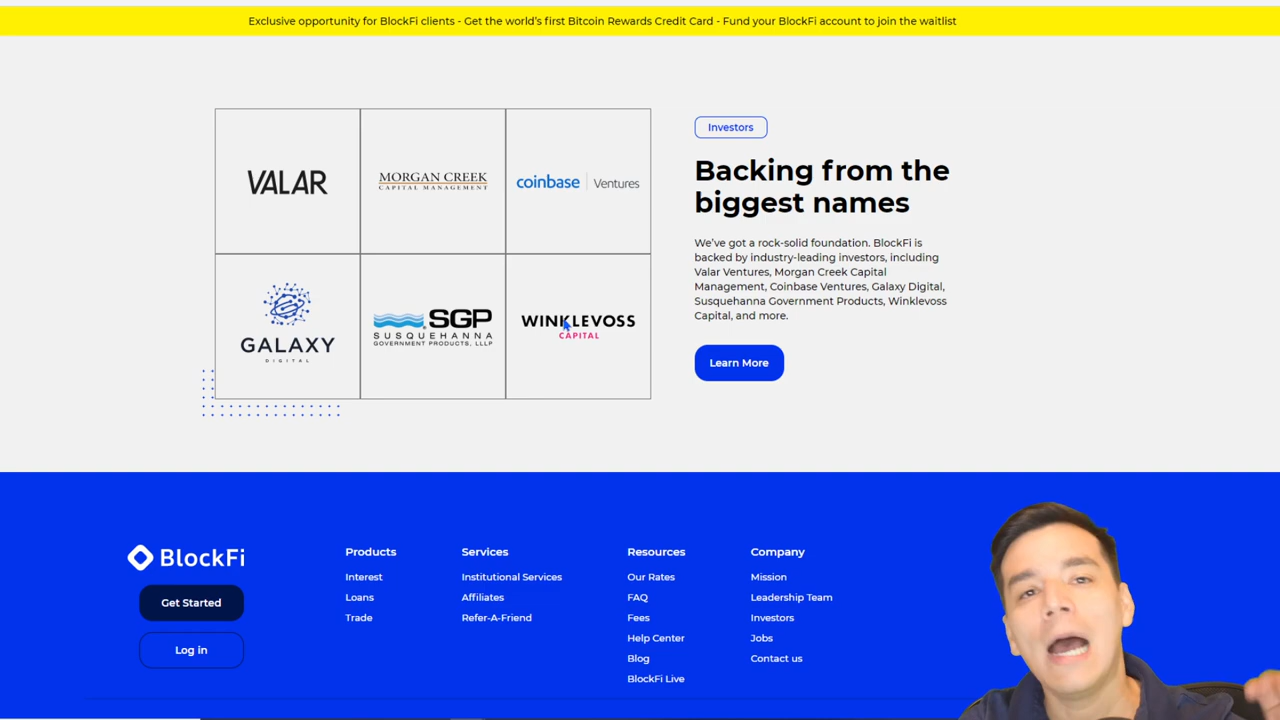 Exclusive opportunity for BlockFi clients - Get the world's first Bitcoin Rewards Credit Card - Fund your BlockFi account to join the waitlist
VALAR
MORGAN CREEK
CAPITAL MANAGEMENT
coinbase | Ventures
GALAXY
DIGITAL
SGP
SUSQUEHANNA
GOVERNMENT PRODUCTS, LLLP
WINKLEVOSS
CAPITAL
Investors
Backing from the
biggest names
We've got a rock-solid foundation. BlockFi is
backed by industry-leading investors, including
Valar Ventures, Morgan Creek Capital
Management, Coinbase Ventures, Galaxy Digital,
Susquehanna Government Products, Winklevoss
Capital, and more.
Learn More
BlockFi
Get Started
Log in
Products
Interest
Loans
Trade
Services
Institutional Services
Affiliates
Refer-A-Friend
Resources
Our Rates
FAQ
Fees
Help Center
Blog
BlockFi Live
Company
Mission
Leadership Team
Investors
Jobs
Contact us